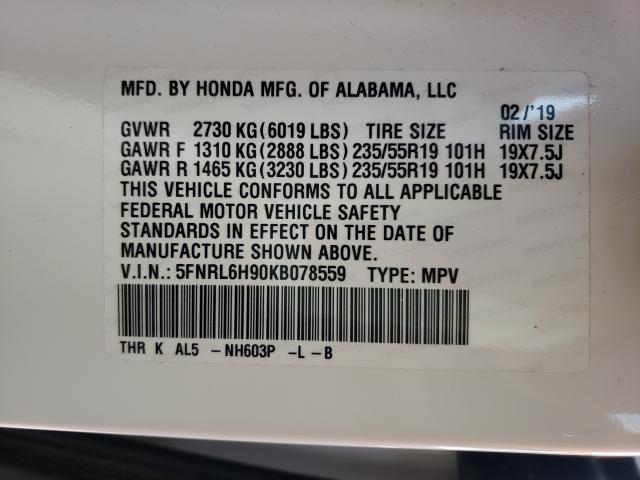 MFD. BY HONDA MFG. OF ALABAMA, LLC
02/'19
GVWR 2730 KG(6019 LBS) TIRE SIZE RIM SIZE
GAWR F 1310 KG(2888 LBS)235/55R19 101H 19X7.5J
GAWR R 1465 KG(3230 LBS)235/55R19 101H 19X7.5J
THIS VEHICLE CONFORMS TO ALL APPLICABLE
FEDERAL MOTOR VEHICLE SAFETY
STANDARDS IN EFFECT ON THE DATE OF
MANUFACTURE SHOWN ABOVE.
V.I.N.: 5FNRL6H90KB078559 TYPE: MPV
THR K AL5 -NH603P -L-B